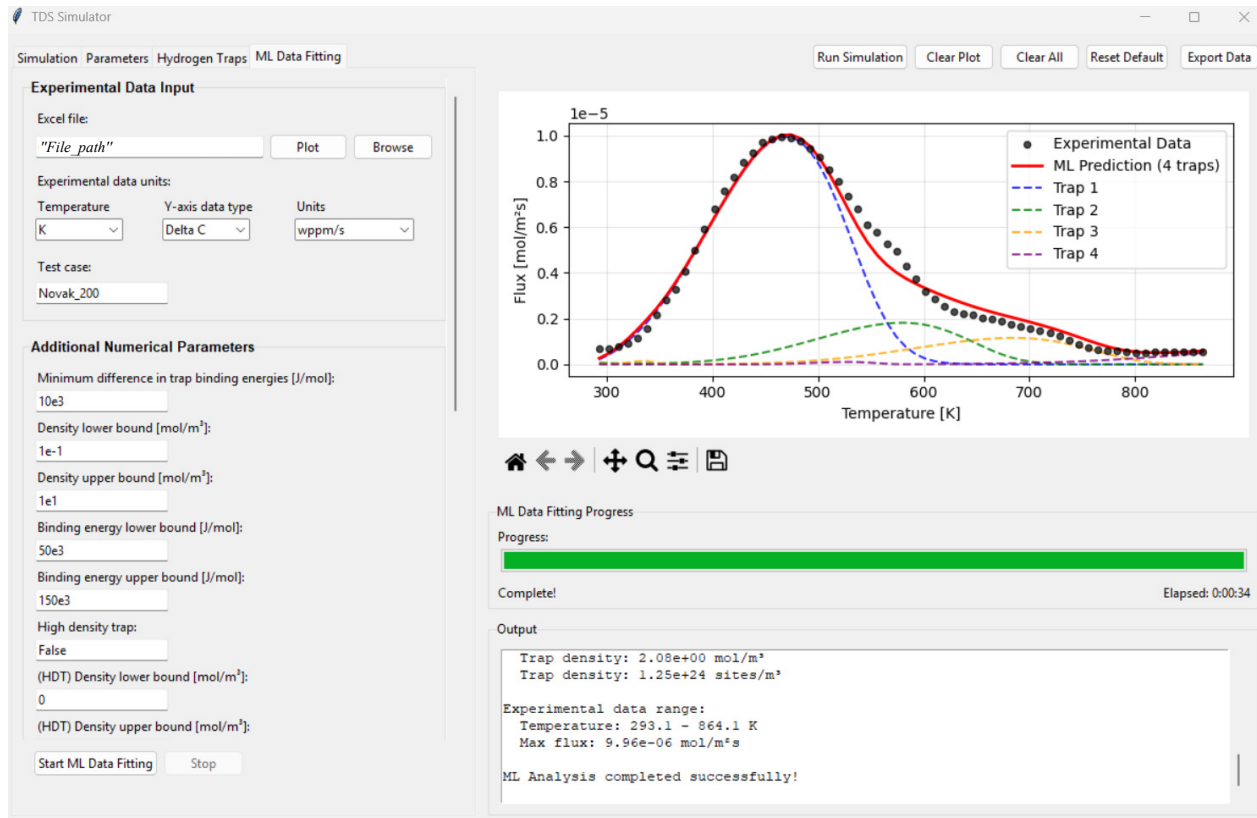 TDS Simulator
Simulation Parameters Hydrogen Traps ML Data Fitting
Run Simulation Clear Plot Clear All Reset Default Export Data
Experimental Data Input
Excel file:
"File_path" Plot Browse
Experimental data units:
Temperature Y-axis data type Units
K Delta C wppm/s
Test case:
Novak_200
Additional Numerical Parameters
Minimum difference in trap binding energies [J/mol]:
10e3
Density lower bound [mol/m³]:
1e-1
Density upper bound [mol/m³]:
1e1
Binding energy lower bound [J/mol]:
50e3
Binding energy upper bound [J/mol]:
150e3
High density trap:
False
(HDT) Density lower bound [mol/m³]:
0
(HDT) Density upper bound [mol/m³]:
Start ML Data Fitting Stop
1e−5
1.0
0.8
0.6
0.4
0.2
0.0
Flux [mol/m²s]
300 400 500 600 700 800
Temperature [K]
Experimental Data
ML Prediction (4 traps)
Trap 1
Trap 2
Trap 3
Trap 4
ML Data Fitting Progress
Progress:
Complete! Elapsed: 0:00:34
Output
Trap density: 2.08e+00 mol/m³
Trap density: 1.25e+24 sites/m³
Experimental data range:
Temperature: 293.1 - 864.1 K
Max flux: 9.96e-06 mol/m²s
ML Analysis completed successfully!